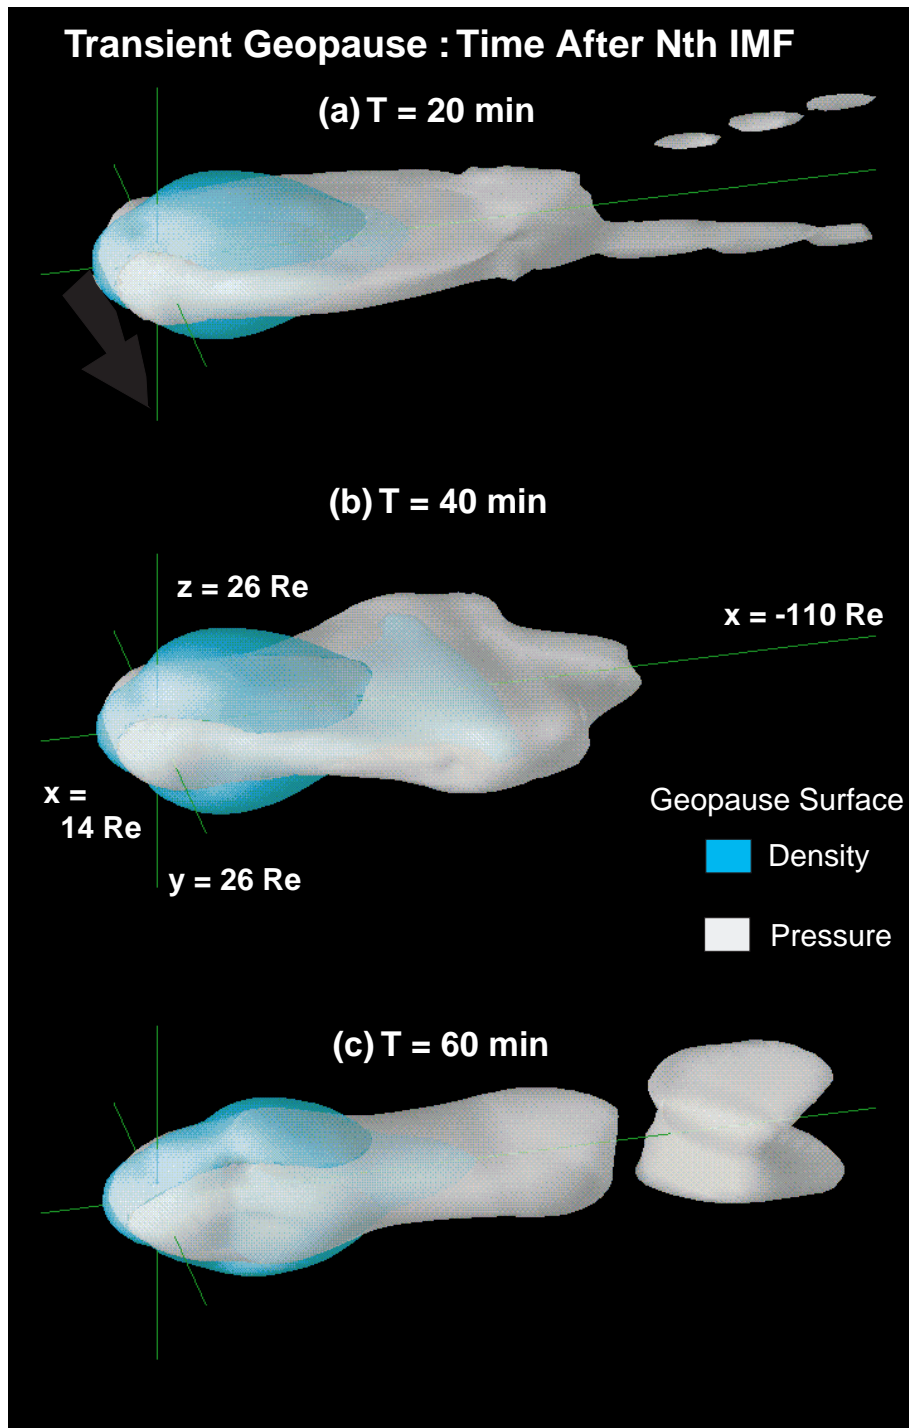 Transient Geopause : Time After Nth IMF
(a) T = 20 min
(b) T = 40 min
z = 26 Re
x = -110 Re
x =
14 Re
y = 26 Re
Geopause Surface
Density
Pressure
(c) T = 60 min